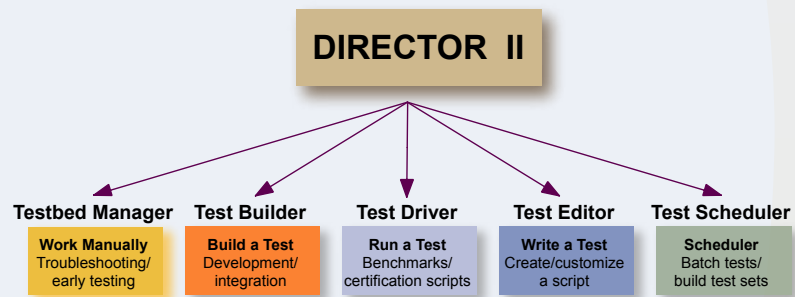 DIRECTOR II
Testbed Manager
Work Manually
Troubleshooting/
early testing
Test Builder
Build a Test
Development/
integration
Test Driver
Run a Test
Benchmarks/
certification scripts
Test Editor
Write a Test
Create/customize
a script
Test Scheduler
Scheduler
Batch tests/
build test sets